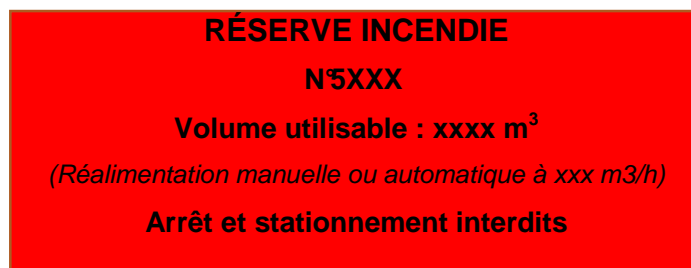 RÉSERVE INCENDIE
N°5XXX
Volume utilisable : xxxx m³
(Réalimentation manuelle ou automatique à xxx m3/h)
Arrêt et stationnement interdits